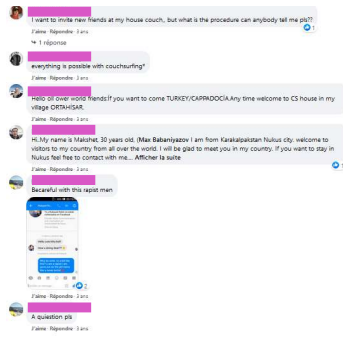 I want to invite new friends at my house couch, but what is the procedure can anybody tell me pls??
1
J'aime · Répondre · 3 ans
1 réponse
everything is possible with couchsurfing*
J'aime · Répondre · 3 ans
Hello all over world friends:İf you want to come TURKEY/CAPPADOCİA.Any time welcome to CS house in my
village ORTAHİSAR.
J'aime · Répondre · 3 ans
Hi. My name is Makshet, 30 years old. (Max Babaniyazov I am from Karakalpakstan Nukus city. welcome to
visitors to my country from all over the world. I will be glad to meet you in my country. If you want to stay in
Nukus feel free to contact with me... Afficher la suite
J'aime · Répondre · 3 ans
Becareful with this rapist men
2
J'aime · Répondre · 3 ans
A quiestion pls
J'aime · Répondre · 3 ans